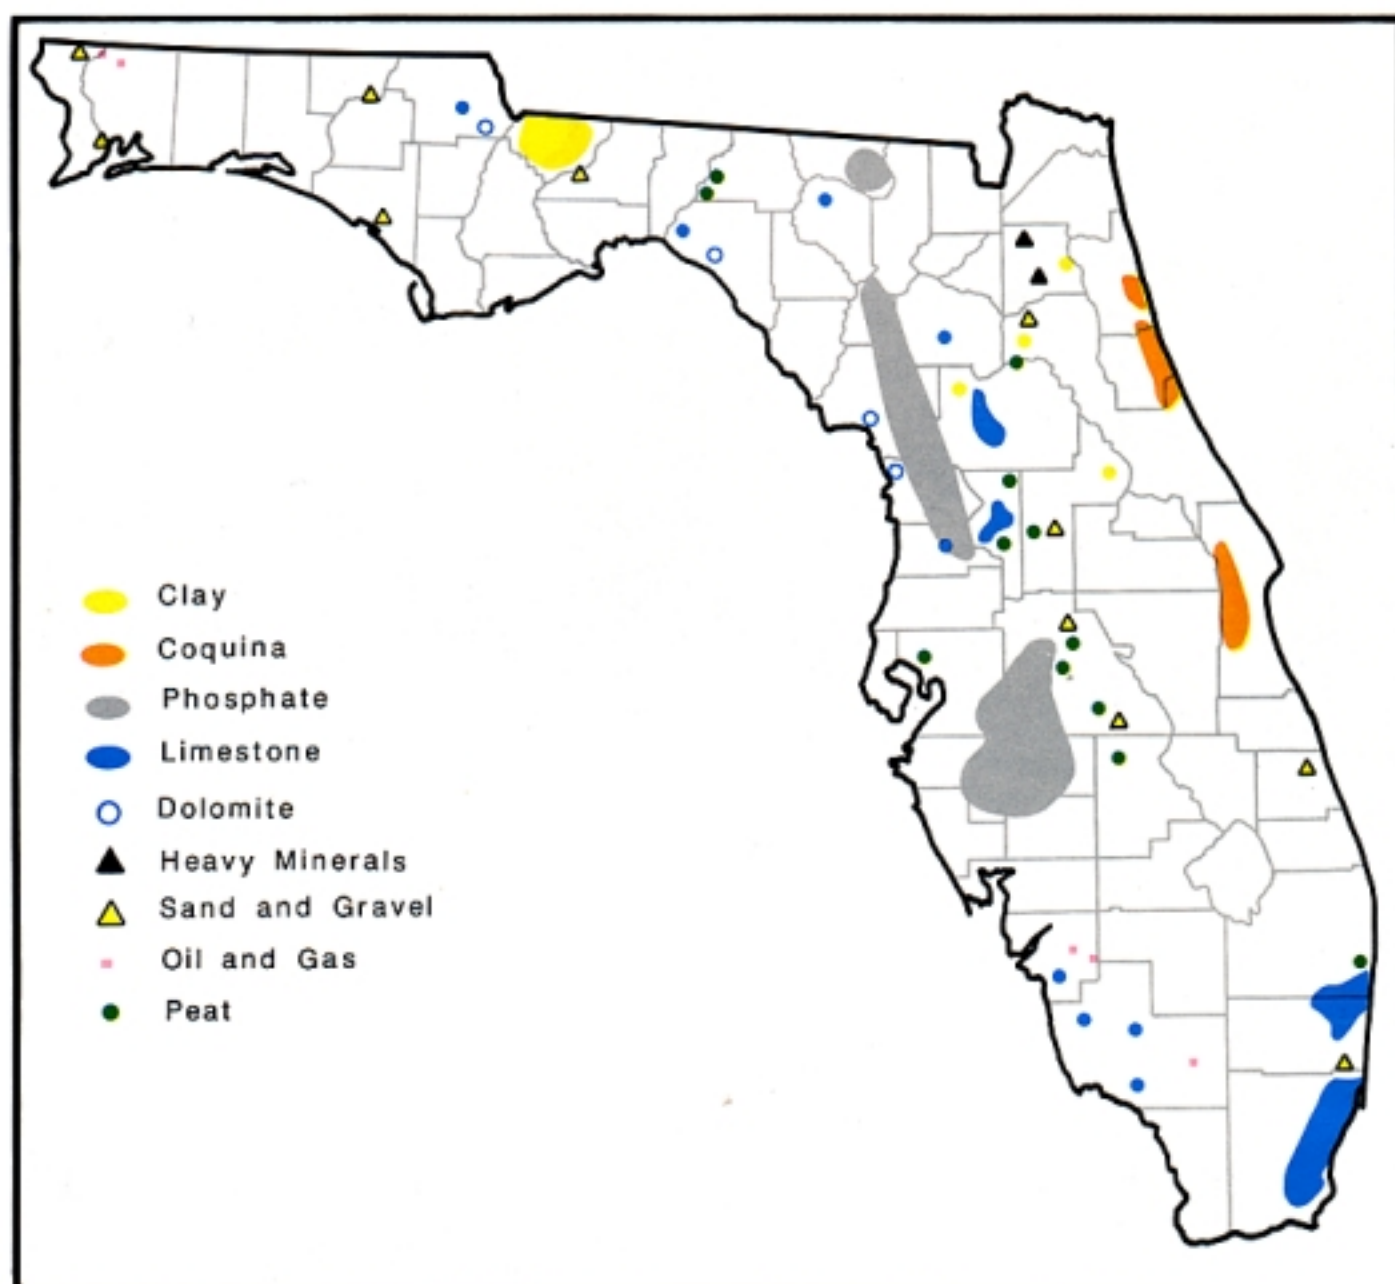 Clay
Coquina
Phosphate
Limestone
Dolomite
Heavy Minerals
Sand and Gravel
Oil and Gas
Peat